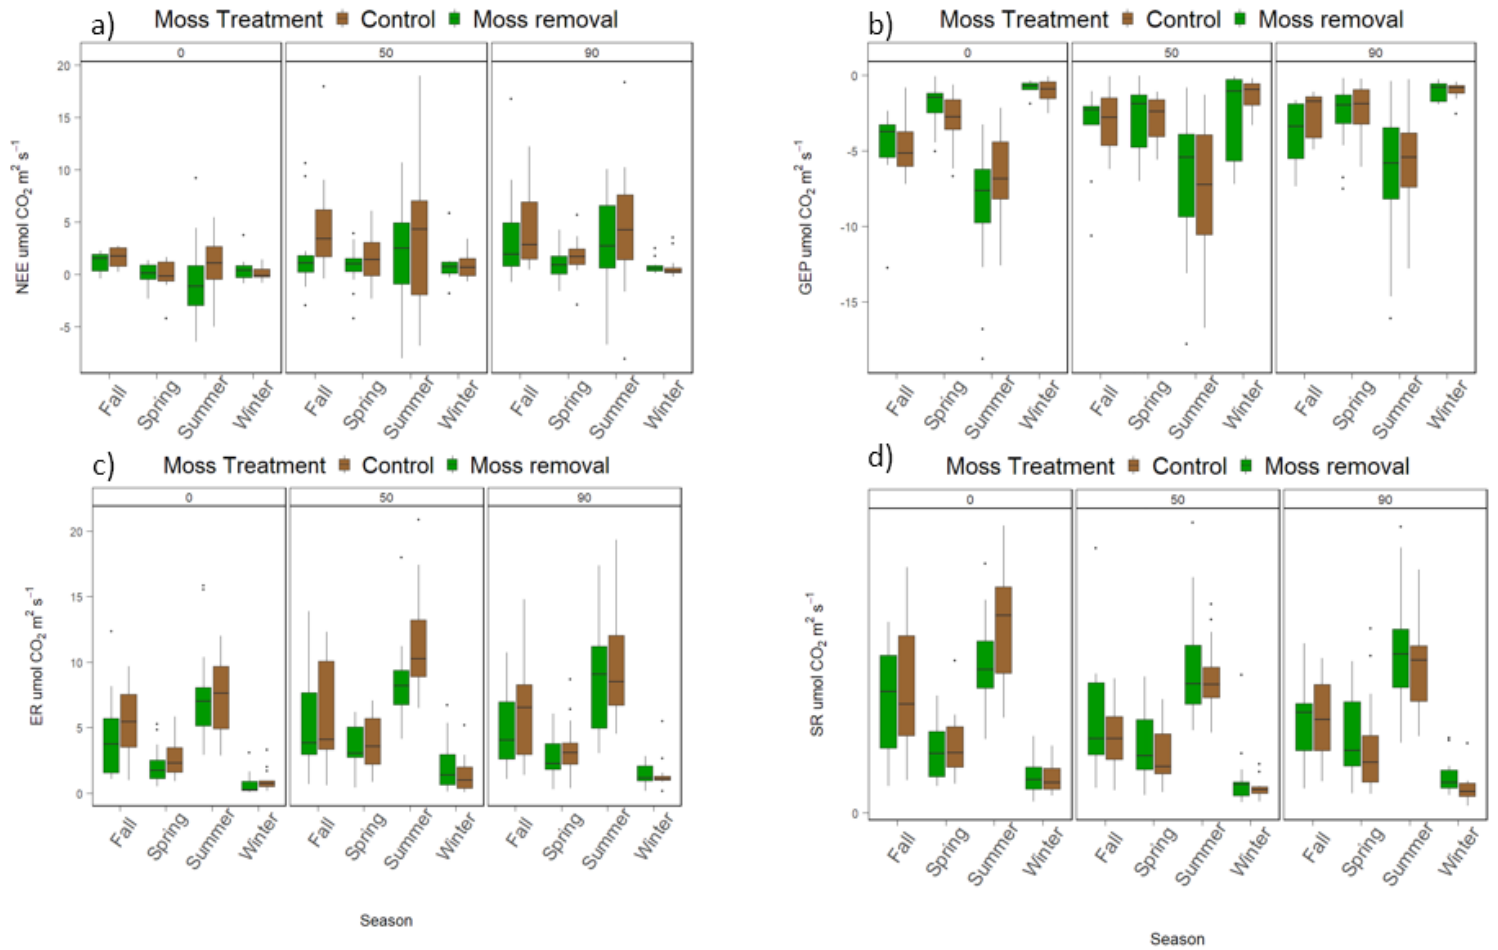 a) Moss Treatment Control Moss removal
0 50 90
20
15
10
5
0
-5
NEE umol CO₂ m² s⁻¹
Fall Spring Summer Winter Fall Spring Summer Winter Fall Spring Summer Winter
b) Moss Treatment Control Moss removal
0 50 90
0
-5
-10
-15
GEP umol CO₂ m² s⁻¹
Fall Spring Summer Winter Fall Spring Summer Winter Fall Spring Summer Winter
c) Moss Treatment Control Moss removal
0 50 90
20
15
10
5
0
ER umol CO₂ m² s⁻¹
Fall Spring Summer Winter Fall Spring Summer Winter Fall Spring Summer Winter
Season
d) Moss Treatment Control Moss removal
0 50 90
0
SR umol CO₂ m² s⁻¹
Fall Spring Summer Winter Fall Spring Summer Winter Fall Spring Summer Winter
Season